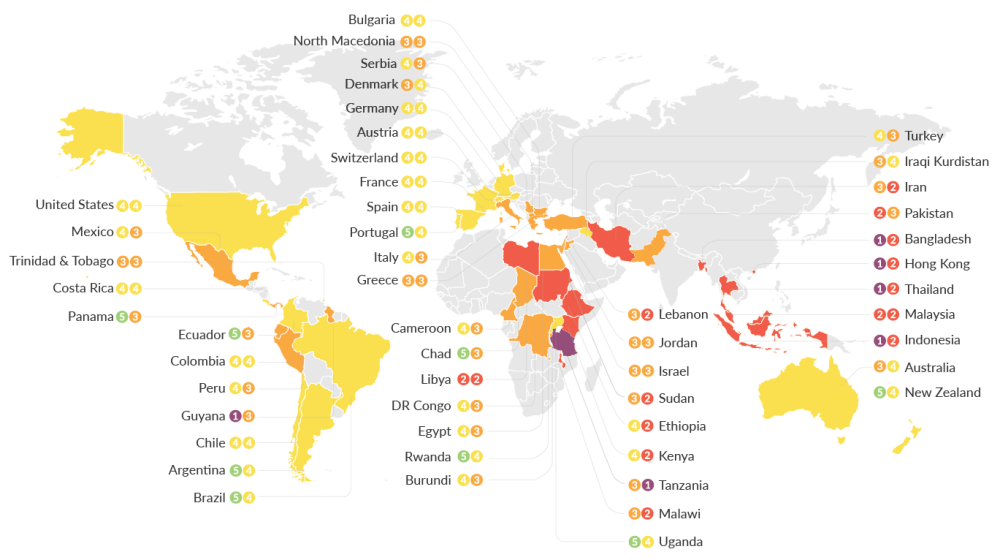 Bulgaria 4 4
North Macedonia 3 3
Serbia 4 3
Denmark 3 4
Germany 4 4
Austria 4 4
Switzerland 4 4
France 4 4
Spain 4 4
Portugal 5 4
Italy 4 3
Greece 3 3
United States 4 4
Mexico 4 3
Trinidad & Tobago 3 3
Costa Rica 4 4
Panama 5 3
Ecuador 5 3
Colombia 4 4
Peru 4 3
Guyana 1 3
Chile 4 4
Argentina 5 4
Brazil 5 4
Cameroon 4 3
Chad 5 3
Libya 2 2
DR Congo 4 3
Egypt 4 3
Rwanda 5 4
Burundi 4 3
3 2 Lebanon
3 3 Jordan
3 3 Israel
3 2 Sudan
4 2 Ethiopia
4 2 Kenya
3 1 Tanzania
3 2 Malawi
5 4 Uganda
4 3 Turkey
3 4 Iraqi Kurdistan
3 2 Iran
2 3 Pakistan
1 2 Bangladesh
1 2 Hong Kong
1 2 Thailand
2 2 Malaysia
1 2 Indonesia
3 4 Australia
5 4 New Zealand